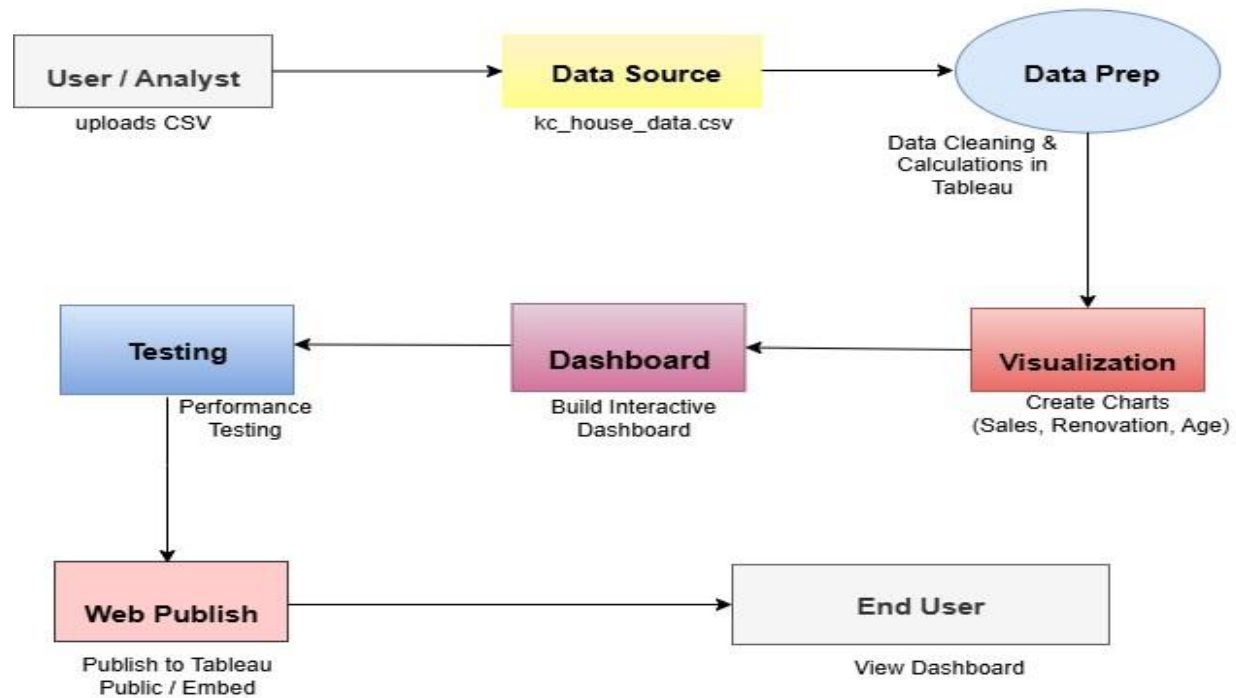 User / Analyst
uploads CSV
Data Source
kc_house_data.csv
Data Prep
Data Cleaning &
Calculations in
Tableau
Visualization
Create Charts
(Sales, Renovation, Age)
Dashboard
Build Interactive
Dashboard
Testing
Performance
Testing
Web Publish
Publish to Tableau
Public / Embed
End User
View Dashboard